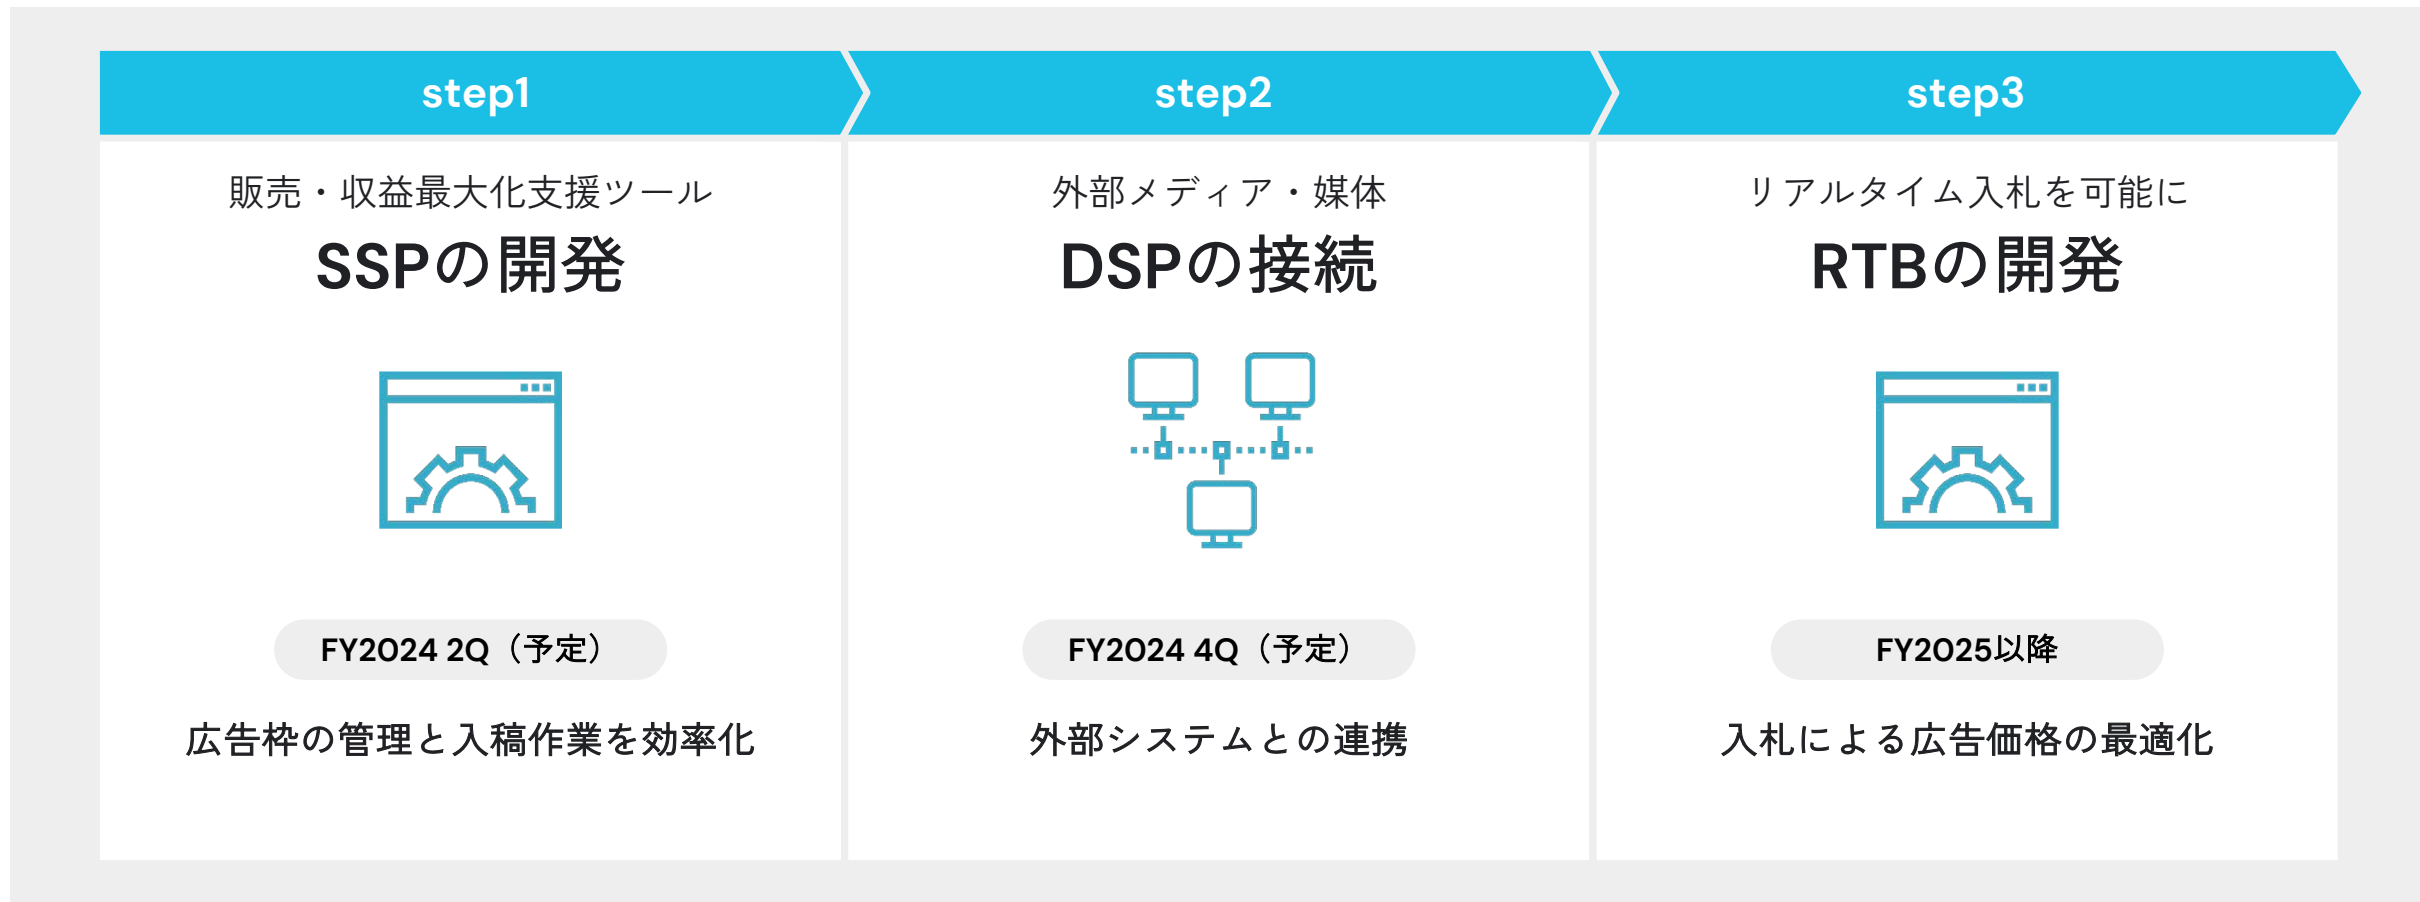 step1
販売・収益最大化支援ツール
SSPの開発
FY2024 2Q（予定）
広告枠の管理と入稿作業を効率化
step2
外部メディア・媒体
DSPの接続
FY2024 4Q（予定）
外部システムとの連携
step3
リアルタイム入札を可能に
RTBの開発
FY2025以降
入札による広告価格の最適化